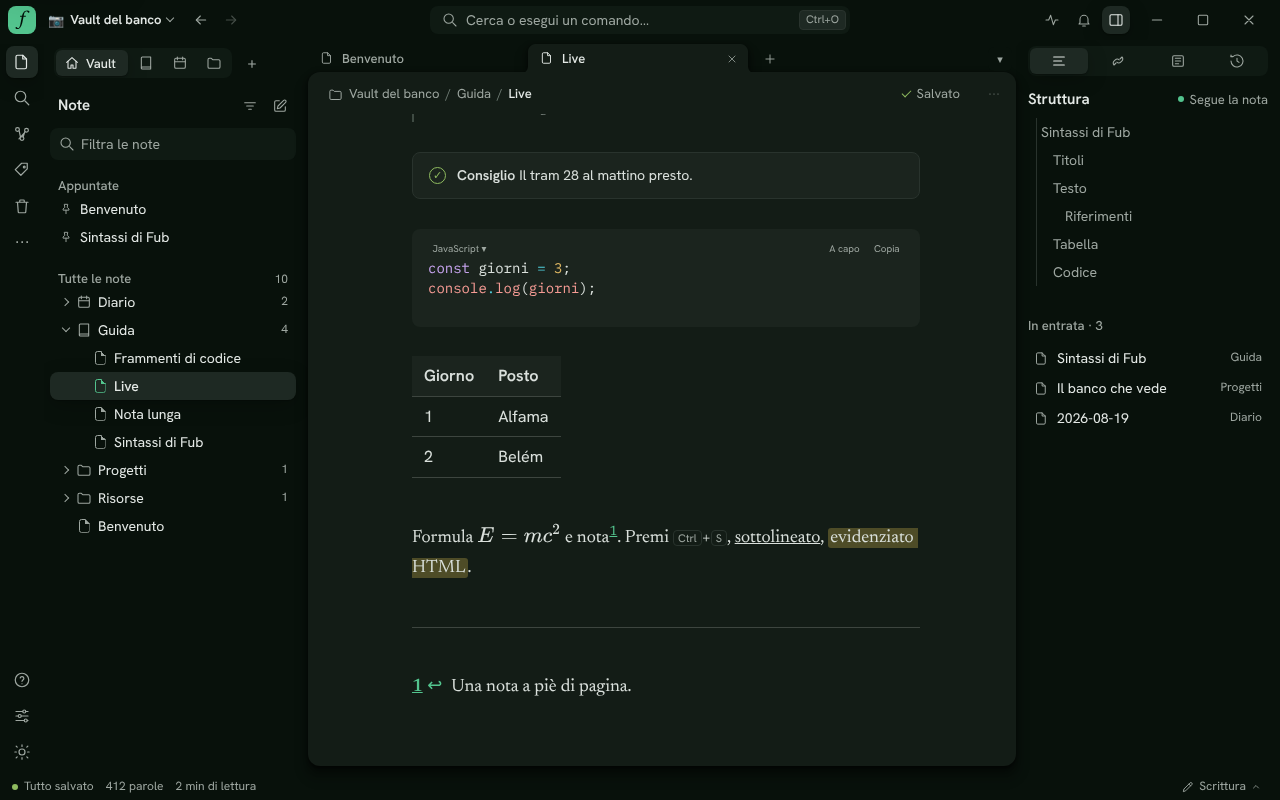 Vault del banco
Cerca o esegui un comando…
Ctrl+O
Vault
Benvenuto
Live
Note
Filtra le note
Appuntate
Benvenuto
Sintassi di Fub
Tutte le note 10
Diario 2
Guida 4
Frammenti di codice
Live
Nota lunga
Sintassi di Fub
Progetti 1
Risorse 1
Benvenuto
Vault del banco / Guida / Live
Salvato
Consiglio Il tram 28 al mattino presto.
JavaScript
A capo
Copia
const giorni = 3;
console.log(giorni);
Giorno Posto
1 Alfama
2 Belém
Formula E = mc² e nota1. Premi Ctrl+S, sottolineato, evidenziato
HTML.
1 ↩ Una nota a piè di pagina.
Struttura
Segue la nota
Sintassi di Fub
Titoli
Testo
Riferimenti
Tabella
Codice
In entrata · 3
Sintassi di Fub Guida
Il banco che vede Progetti
2026-08-19 Diario
Tutto salvato 412 parole 2 min di lettura
Scrittura